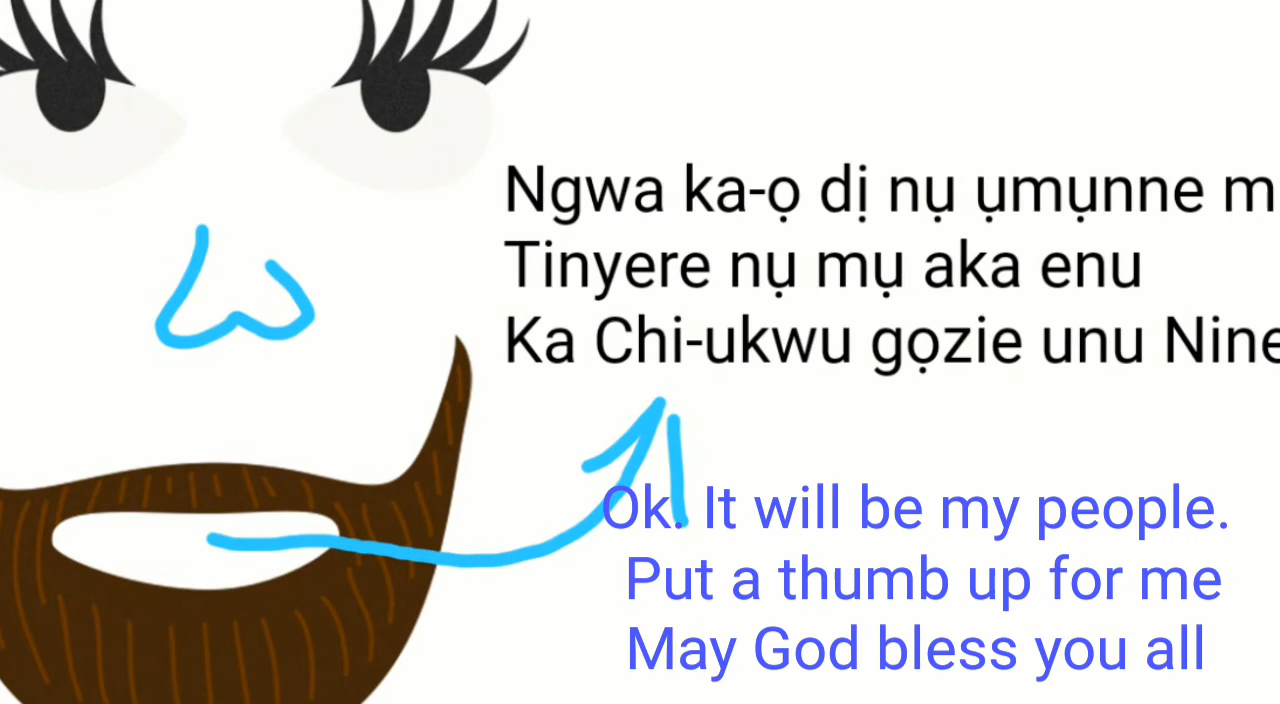 Ngwa ka-ọ dị nụ ụmụnne m
Tinyere nụ mụ aka enu
Ka Chi-ukwu gọzie unu Nine
Ok. It will be my people.
Put a thumb up for me
May God bless you all